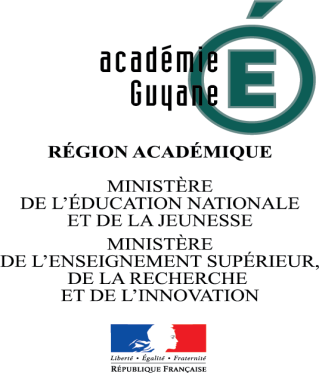 académie
Guyane
É
RÉGION ACADÉMIQUE
MINISTÈRE
DE L'ÉDUCATION NATIONALE
ET DE LA JEUNESSE
MINISTÈRE
DE L'ENSEIGNEMENT SUPÉRIEUR,
DE LA RECHERCHE
ET DE L'INNOVATION
Liberté • Égalité • Fraternité
RÉPUBLIQUE FRANÇAISE